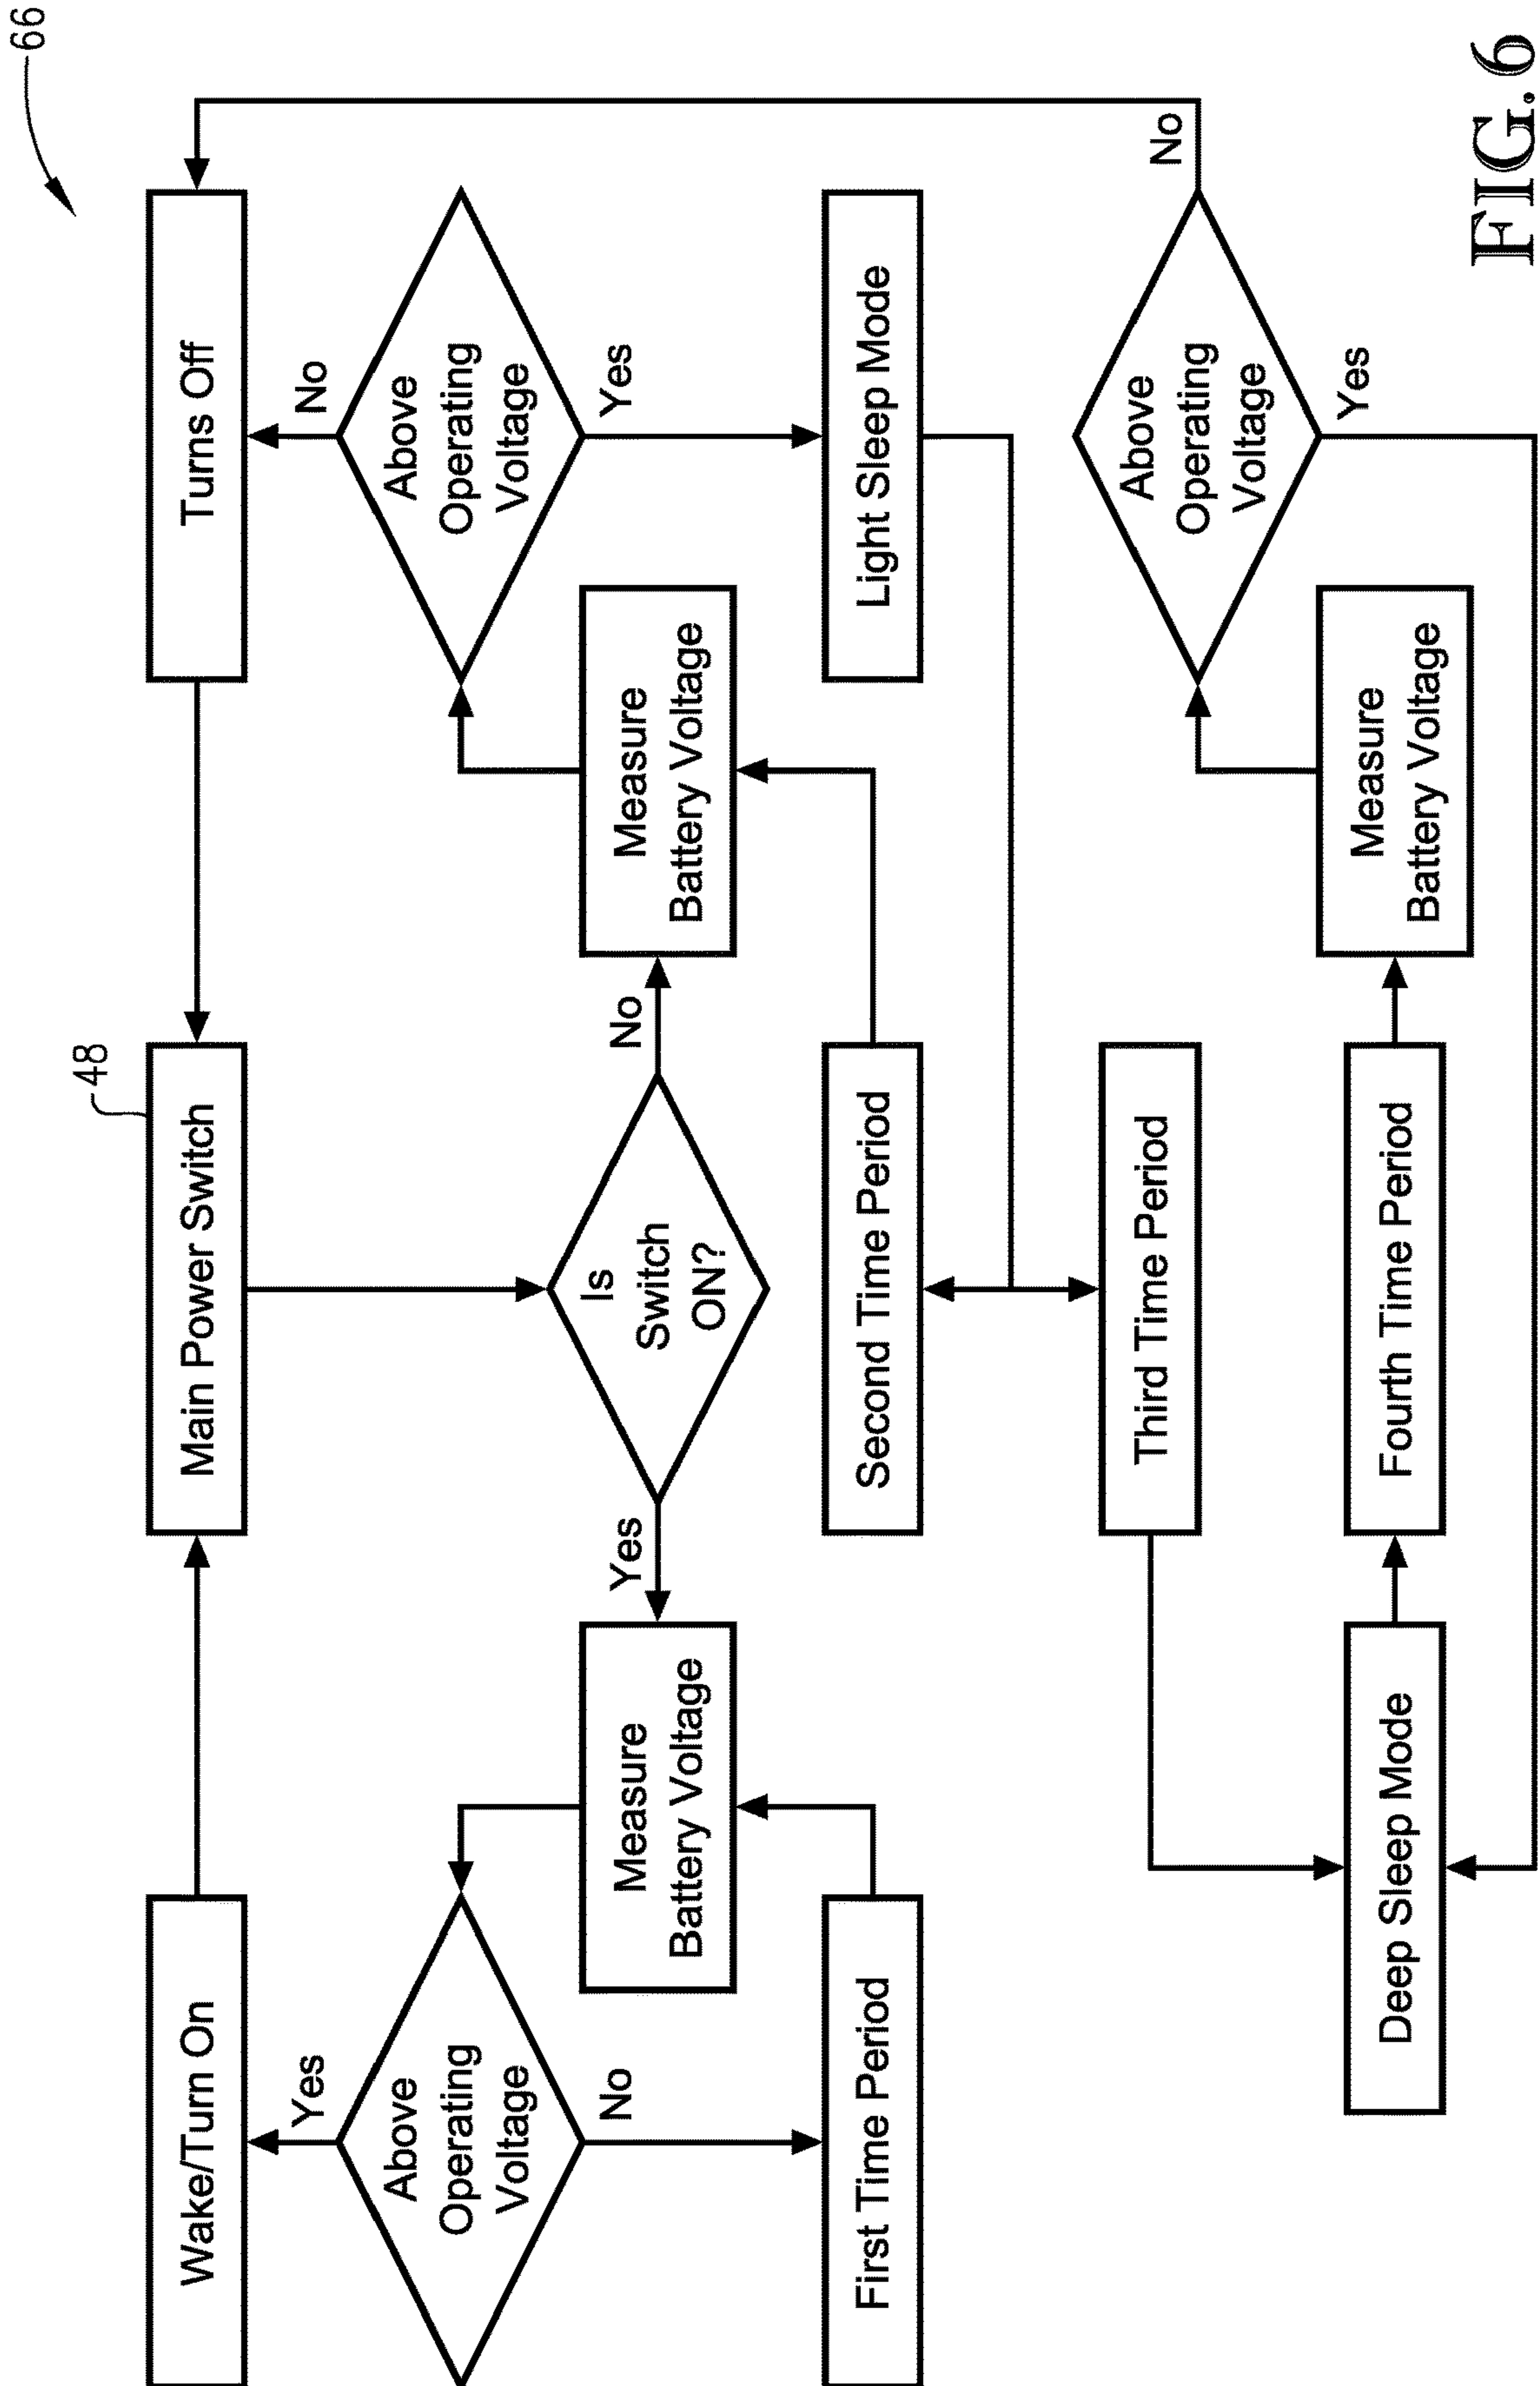 66
48
Wake/Turn On
Main Power Switch
Turns Off
Yes
No
Above
Operating
Voltage
Above
Operating
Voltage
No
Yes
Is
Switch
ON?
Yes
No
Measure
Battery Voltage
Measure
Battery Voltage
First Time Period
Second Time Period
Light Sleep Mode
Third Time Period
No
Above
Operating
Voltage
Yes
Deep Sleep Mode
Fourth Time Period
Measure
Battery Voltage
FIG. 6